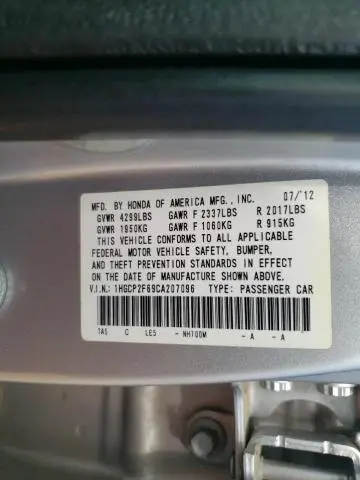 MFD. BY HONDA OF AMERICA MFG., INC. 07/12
GVWR 4299LBS GAWR F 2337LBS R 2017LBS
GVWR 1950KG GAWR F 1060KG R 915KG
THIS VEHICLE CONFORMS TO ALL APPLICABLE
FEDERAL MOTOR VEHICLE SAFETY, BUMPER,
AND THEFT PREVENTION STANDARDS IN EFFECT
ON THE DATE OF MANUFACTURE SHOWN ABOVE.
V.I.N.: 1HGCP2F69CA207096 TYPE: PASSENGER CAR
TA5 C LE5 - NH700M - A - A